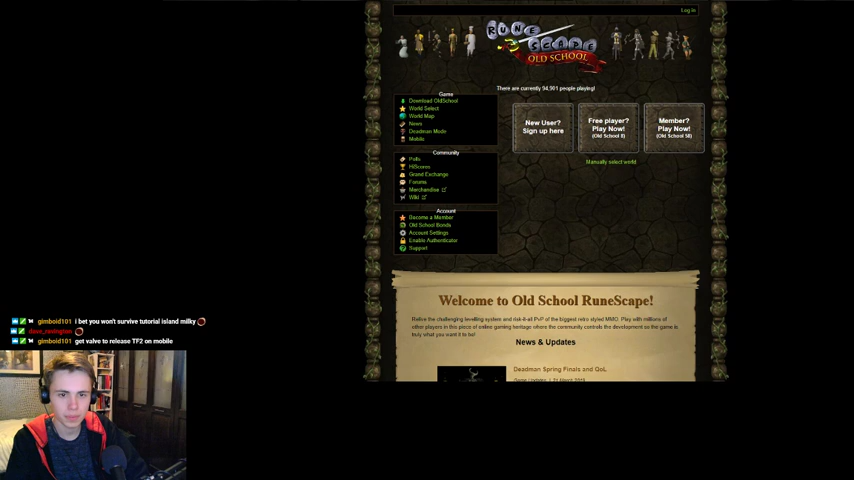 Log In
RUNE SCAPE
OLD SCHOOL
There are currently 94,901 people playing!
Game
Download OldSchool
World Select
World Map
News
Deadman Mode
Mobile
New User?
Sign up here
Free player?
Play Now!
(Old School 8)
Member?
Play Now!
(Old School 58)
Manually select world
Community
Polls
HiScores
Grand Exchange
Forums
Merchandise
Wiki
Account
Become a Member
Old School Bonds
Account Settings
Enable Authenticator
Support
Welcome to Old School RuneScape!
Relive the challenging levelling system and risk-it-all PvP of the biggest retro styled MMO. Play with millions of
other players in this piece of online gaming heritage where the community controls the development so the game is
truly what you want it to be!
News & Updates
Deadman Spring Finals and QoL
gimboid101 i bet you won't survive tutorial island milky
gimboid101 get valve to release TF2 on mobile